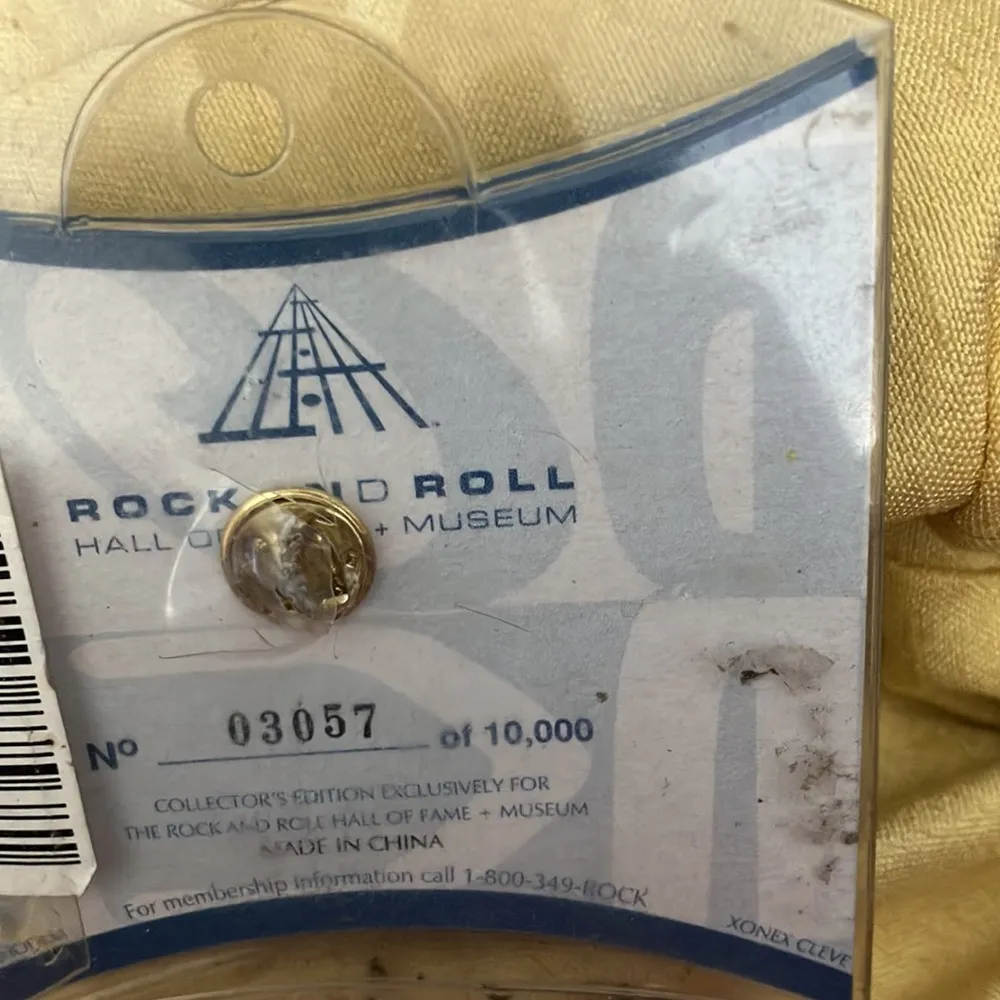 ROCK AND ROLL
HALL OF + MUSEUM
Nº 03057 of 10,000
COLLECTOR'S EDITION EXCLUSIVELY FOR
THE ROCK AND ROLL HALL OF FAME + MUSEUM
MADE IN CHINA
For membership information call 1-800-349-ROCK
XONEX CLEVE